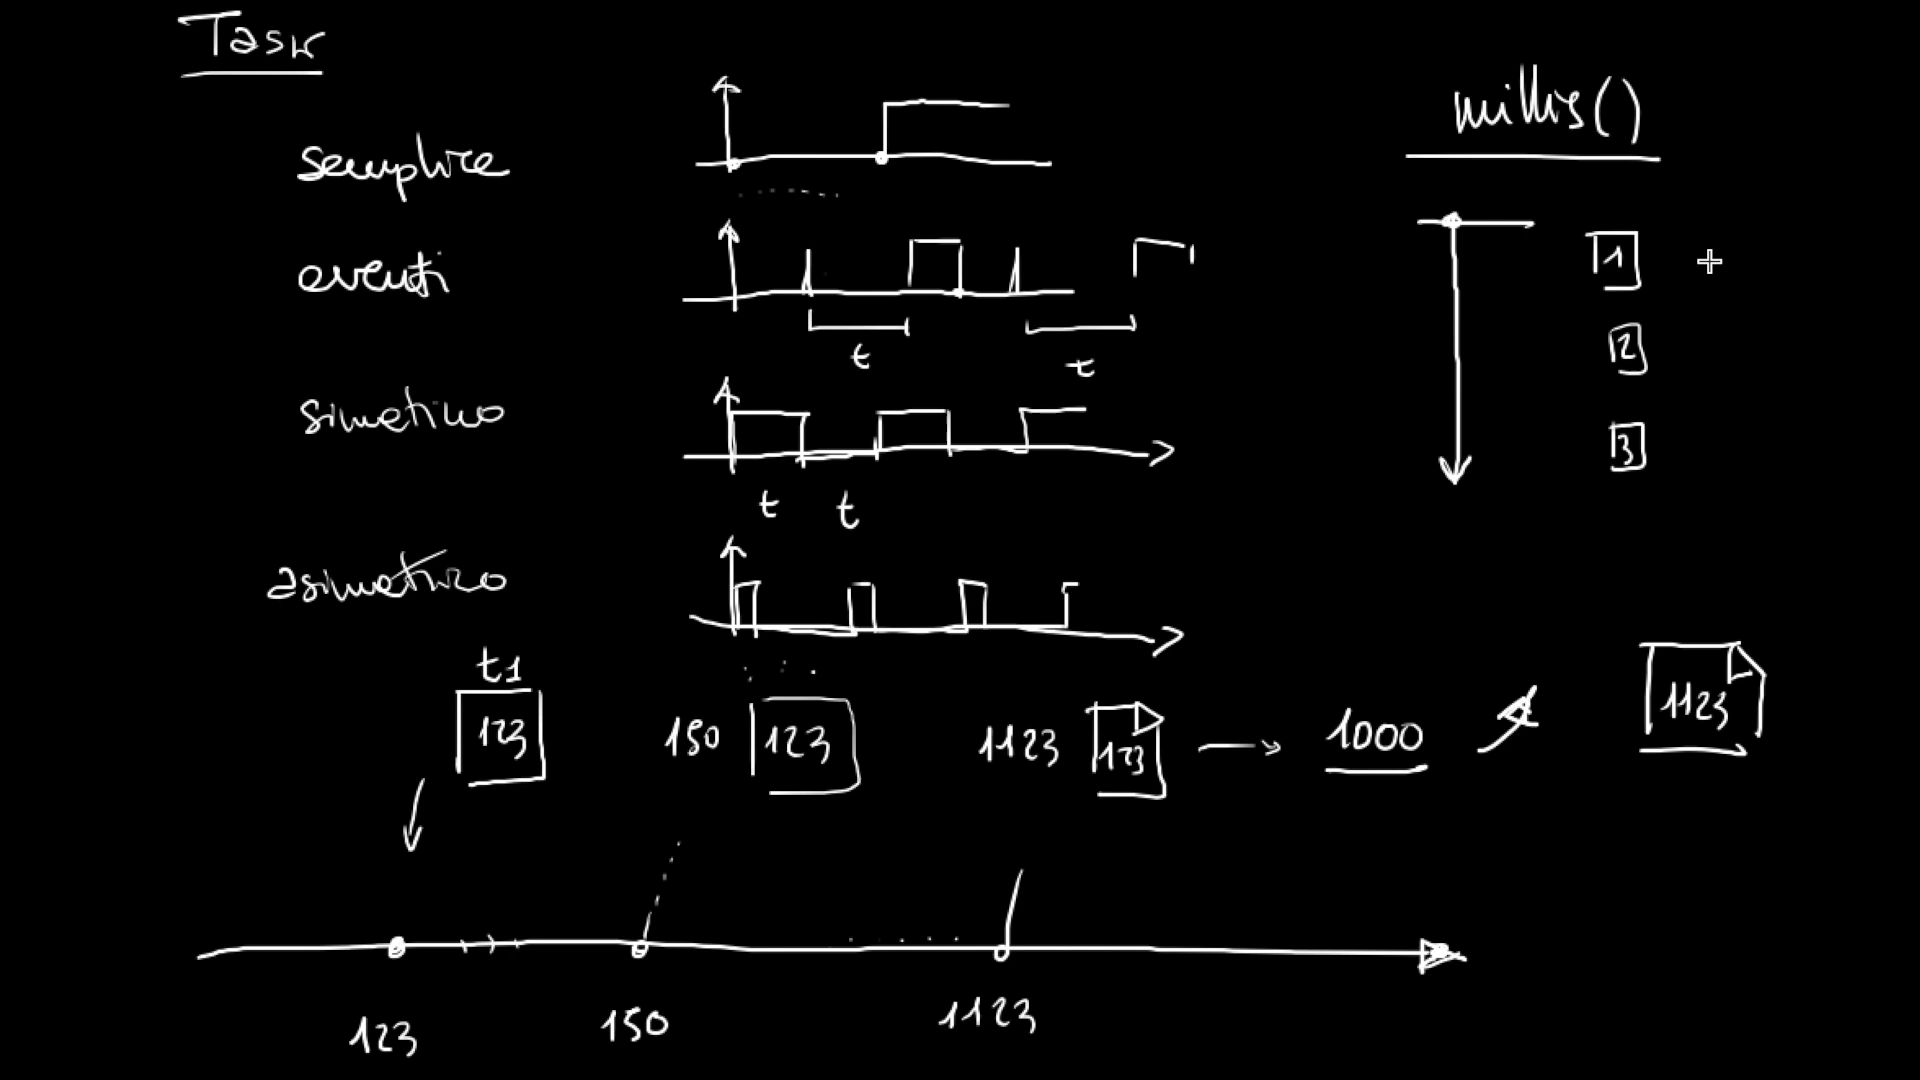 Task
millis()
semplice
eventi
1
t t
2
simetrico
3
t t
asimetrico
t1
123 150 123 1123 123 1000 1123
123 150 1123